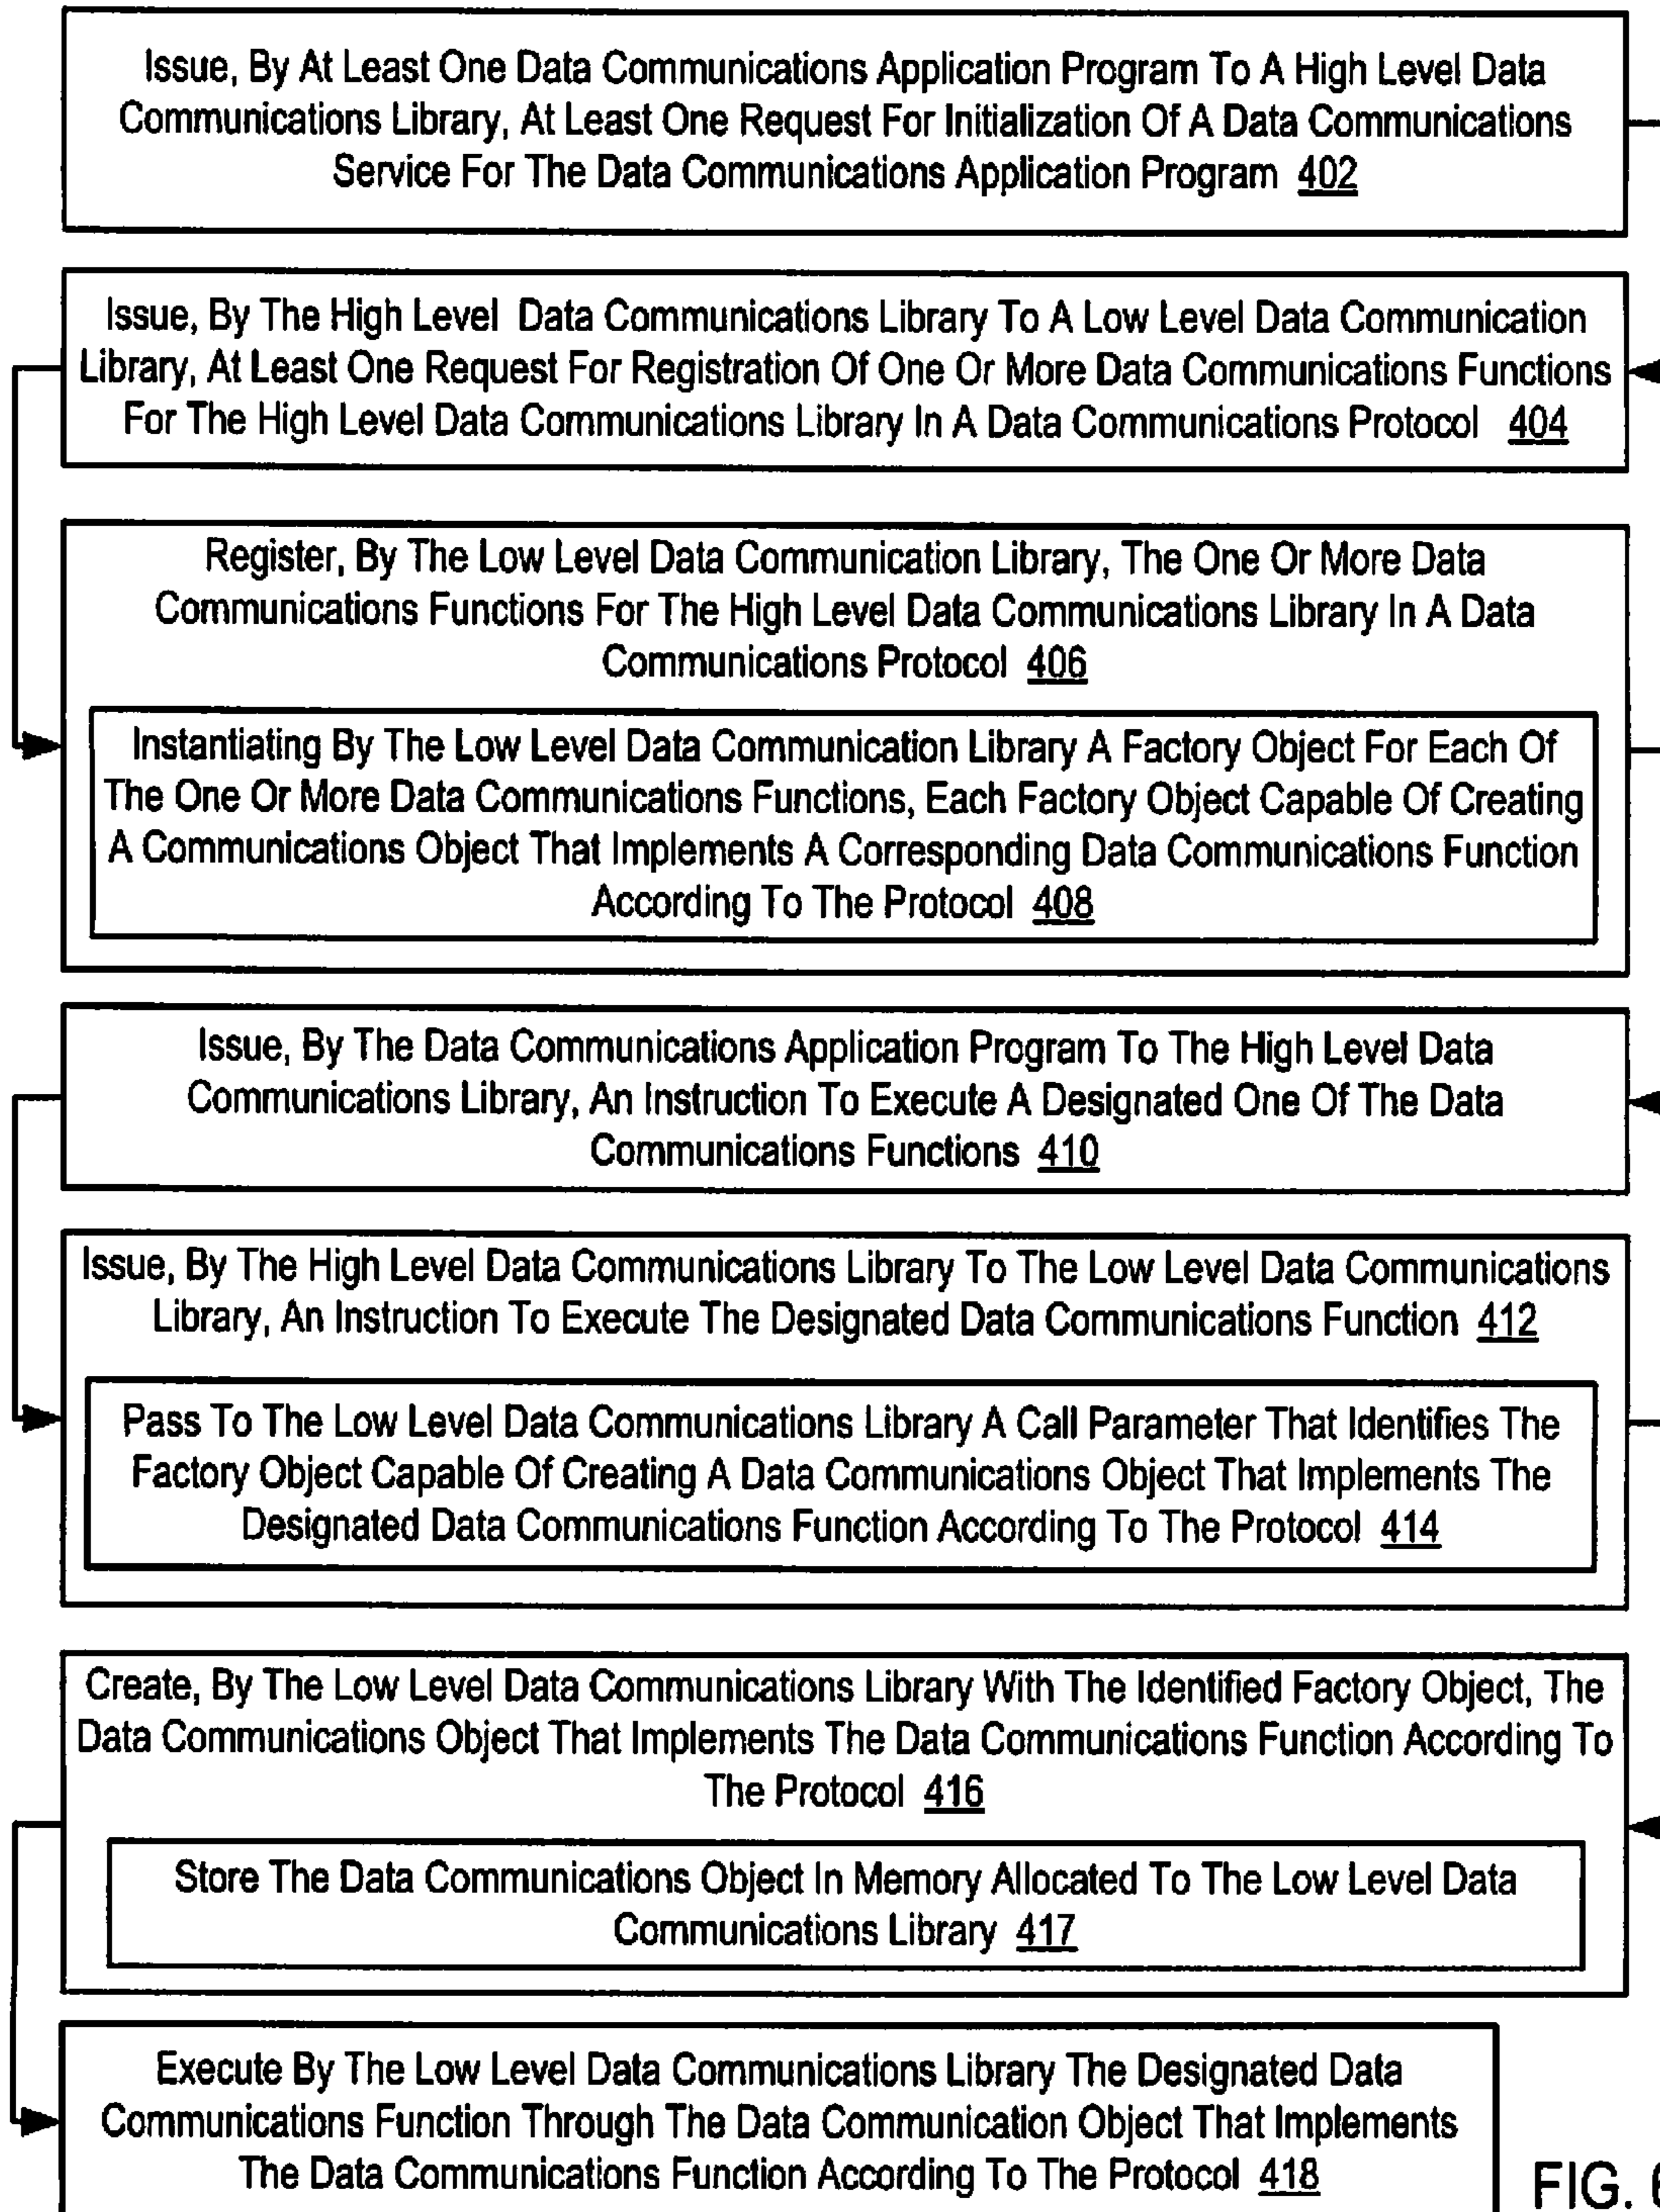 Issue, By At Least One Data Communications Application Program To A High Level Data
Communications Library, At Least One Request For Initialization Of A Data Communications
Service For The Data Communications Application Program 402
Issue, By The High Level Data Communications Library To A Low Level Data Communication
Library, At Least One Request For Registration Of One Or More Data Communications Functions
For The High Level Data Communications Library In A Data Communications Protocol 404
Register, By The Low Level Data Communication Library, The One Or More Data
Communications Functions For The High Level Data Communications Library In A Data
Communications Protocol 406
Instantiating By The Low Level Data Communication Library A Factory Object For Each Of
The One Or More Data Communications Functions, Each Factory Object Capable Of Creating
A Communications Object That Implements A Corresponding Data Communications Function
According To The Protocol 408
Issue, By The Data Communications Application Program To The High Level Data
Communications Library, An Instruction To Execute A Designated One Of The Data
Communications Functions 410
Issue, By The High Level Data Communications Library To The Low Level Data Communications
Library, An Instruction To Execute The Designated Data Communications Function 412
Pass To The Low Level Data Communications Library A Call Parameter That Identifies The
Factory Object Capable Of Creating A Data Communications Object That Implements The
Designated Data Communications Function According To The Protocol 414
Create, By The Low Level Data Communications Library With The Identified Factory Object, The
Data Communications Object That Implements The Data Communications Function According To
The Protocol 416
Store The Data Communications Object In Memory Allocated To The Low Level Data
Communications Library 417
Execute By The Low Level Data Communications Library The Designated Data
Communications Function Through The Data Communication Object That Implements
The Data Communications Function According To The Protocol 418
FIG. 6